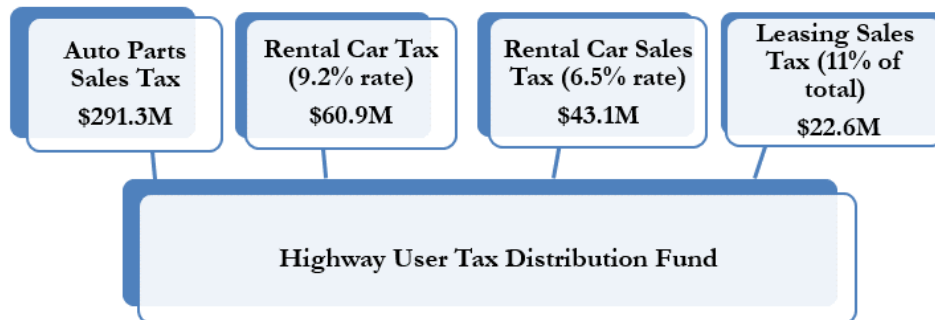 Auto Parts
Sales Tax
$291.3M
Rental Car Tax
(9.2% rate)
$60.9M
Rental Car Sales
Tax (6.5% rate)
$43.1M
Leasing Sales
Tax (11% of
total)
$22.6M
Highway User Tax Distribution Fund